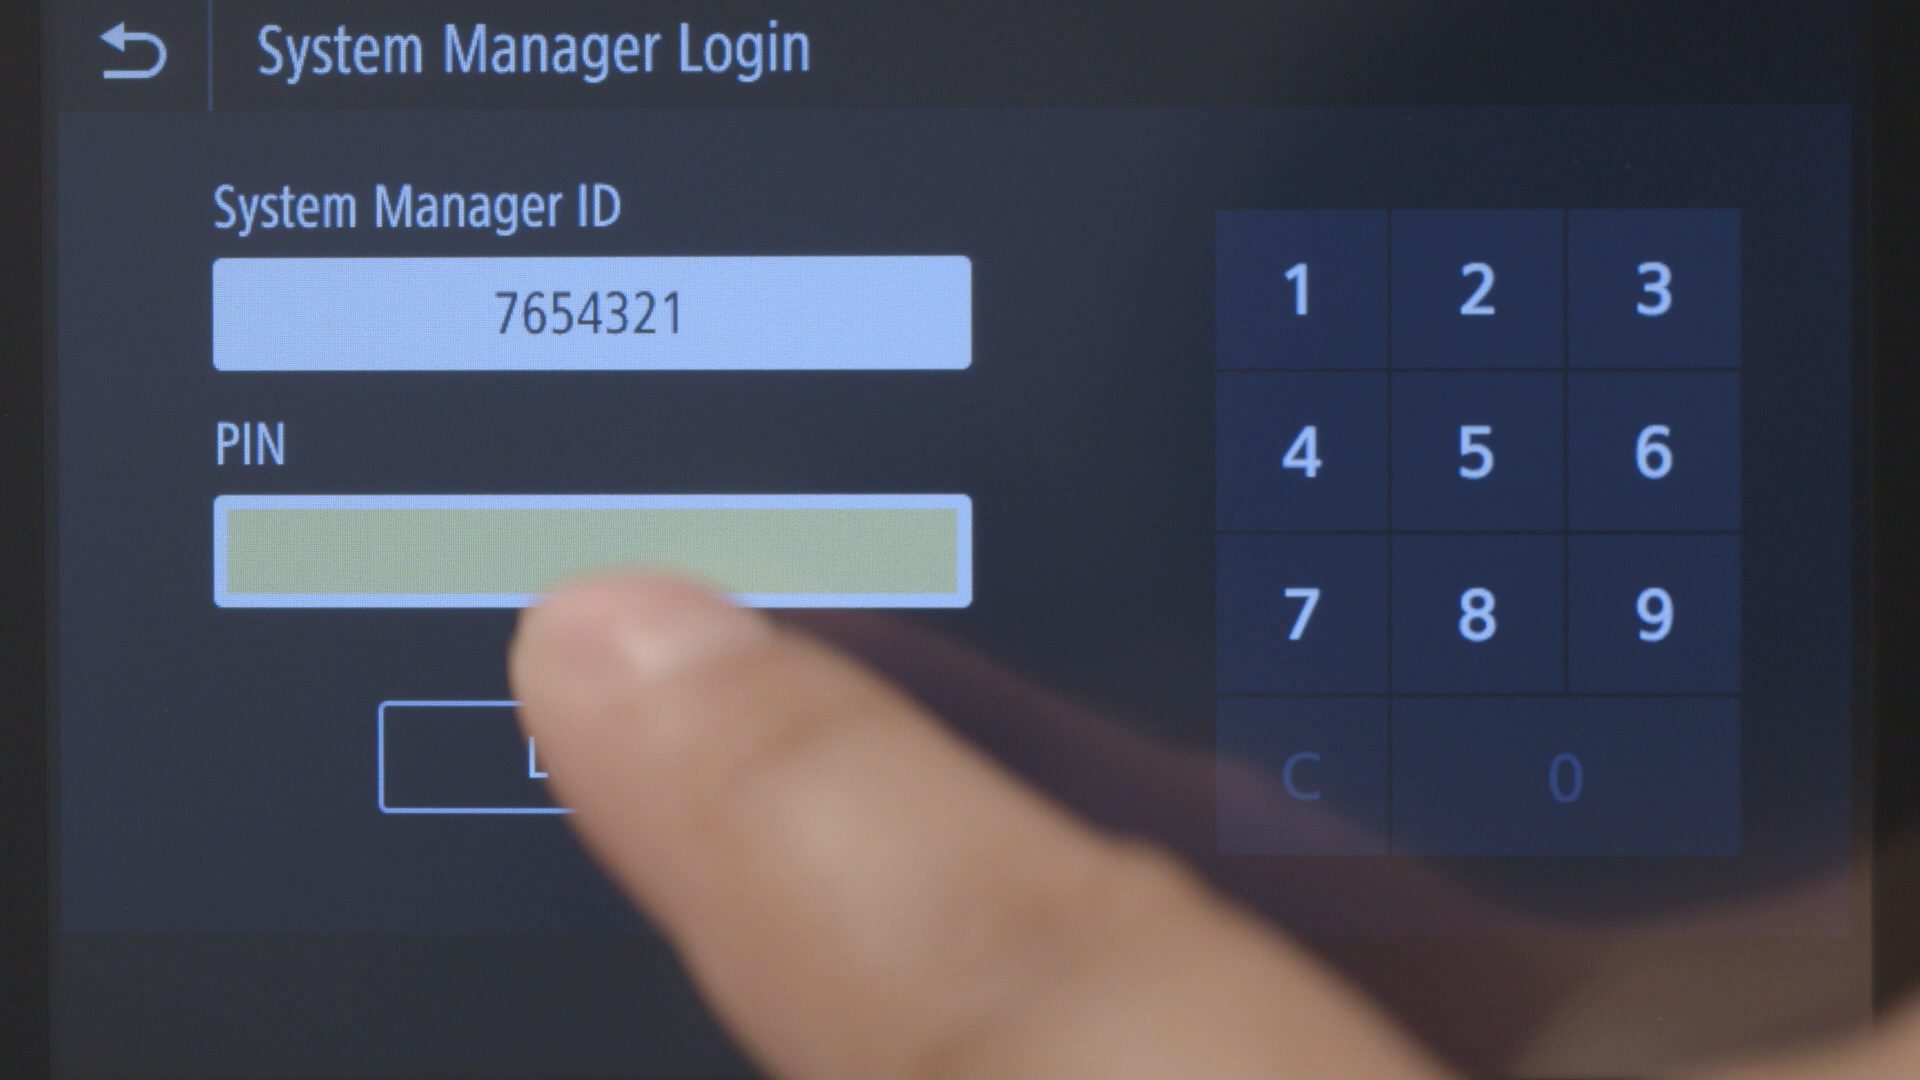 System Manager Login
System Manager ID
7654321
PIN
1 2 3
4 5 6
7 8 9
C 0